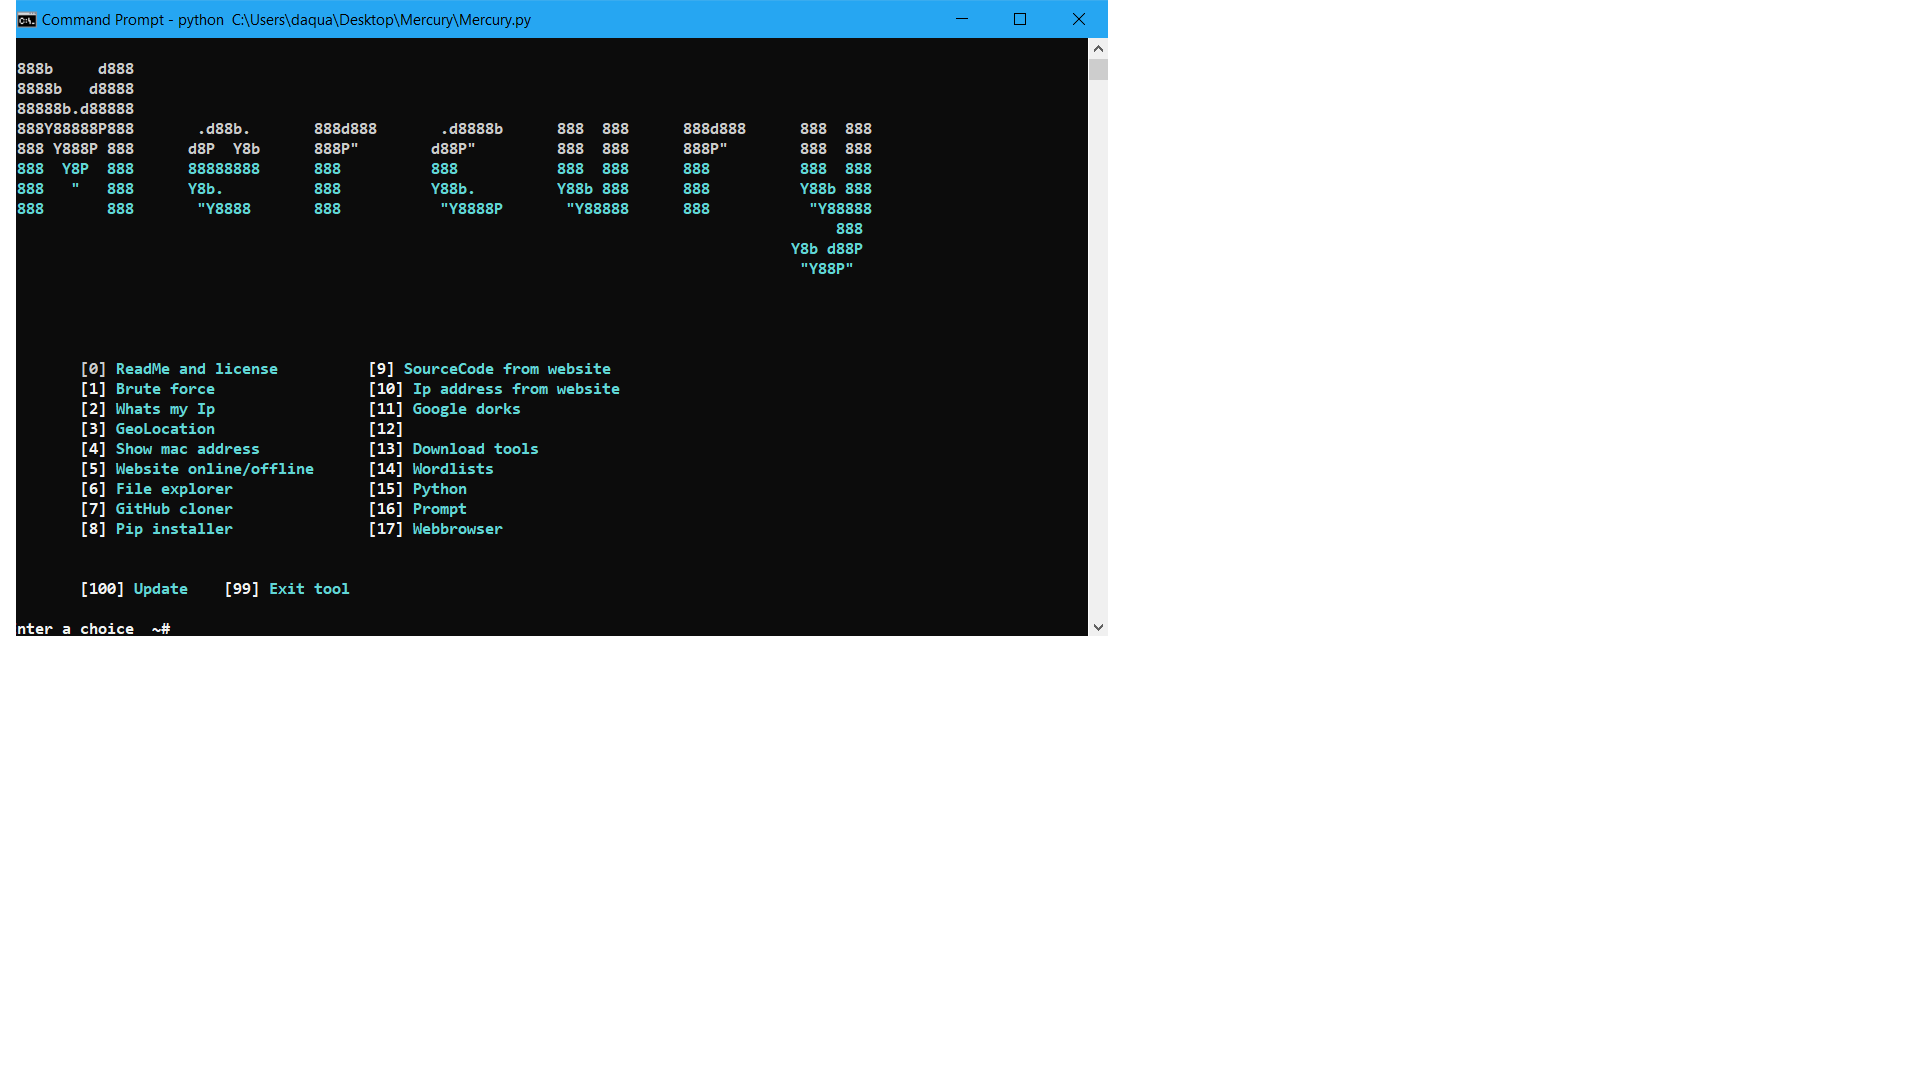 Command Prompt - python  C:\Users\daqua\Desktop\Mercury\Mercury.py
888b     d888
8888b   d8888
88888b.d88888
888Y88888P888       .d88b.       888d888       .d8888b      888  888      888d888      888  888
888 Y888P 888      d8P  Y8b      888P"        d88P"         888  888      888P"        888  888
888  Y8P  888      88888888      888          888           888  888      888          888  888
888   "   888      Y8b.          888          Y88b.         Y88b 888      888          Y88b 888
888       888       "Y8888       888           "Y8888P       "Y88888      888           "Y88888
                                                                                           888
                                                                                      Y8b d88P
                                                                                       "Y88P"
[0] ReadMe and license          [9] SourceCode from website
[1] Brute force                 [10] Ip address from website
[2] Whats my Ip                 [11] Google dorks
[3] GeoLocation                 [12]
[4] Show mac address            [13] Download tools
[5] Website online/offline      [14] Wordlists
[6] File explorer               [15] Python
[7] GitHub cloner               [16] Prompt
[8] Pip installer               [17] Webbrowser
[100] Update    [99] Exit tool
nter a choice  ~#